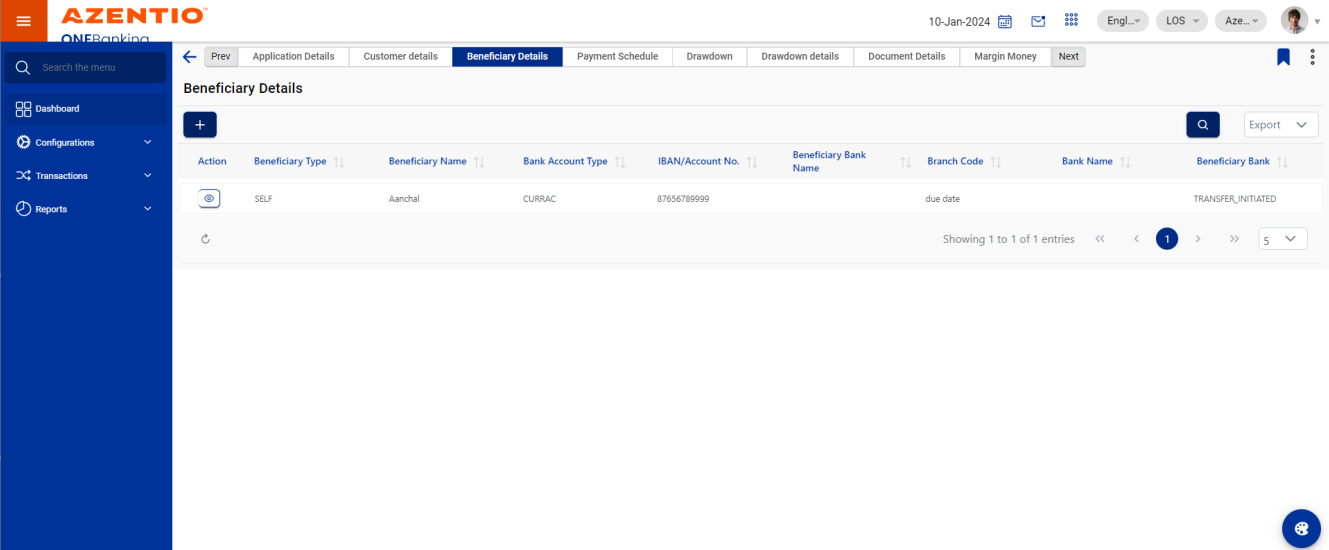 AZENTIO™
ONEBanking
10-Jan-2024
Engl...
LOS
Aze...
Search the menu
Dashboard
Configurations
Transactions
Reports
Prev Application Details Customer details Beneficiary Details Payment Schedule Drawdown Drawdown details Document Details Margin Money Next
Beneficiary Details
+
Export
Action Beneficiary Type Beneficiary Name Bank Account Type IBAN/Account No. Beneficiary Bank Name Branch Code Bank Name Beneficiary Bank
SELF Aanchal CURRAC 87656789999 due date TRANSFER_INITIATED
Showing 1 to 1 of 1 entries << < 1 > >> 5